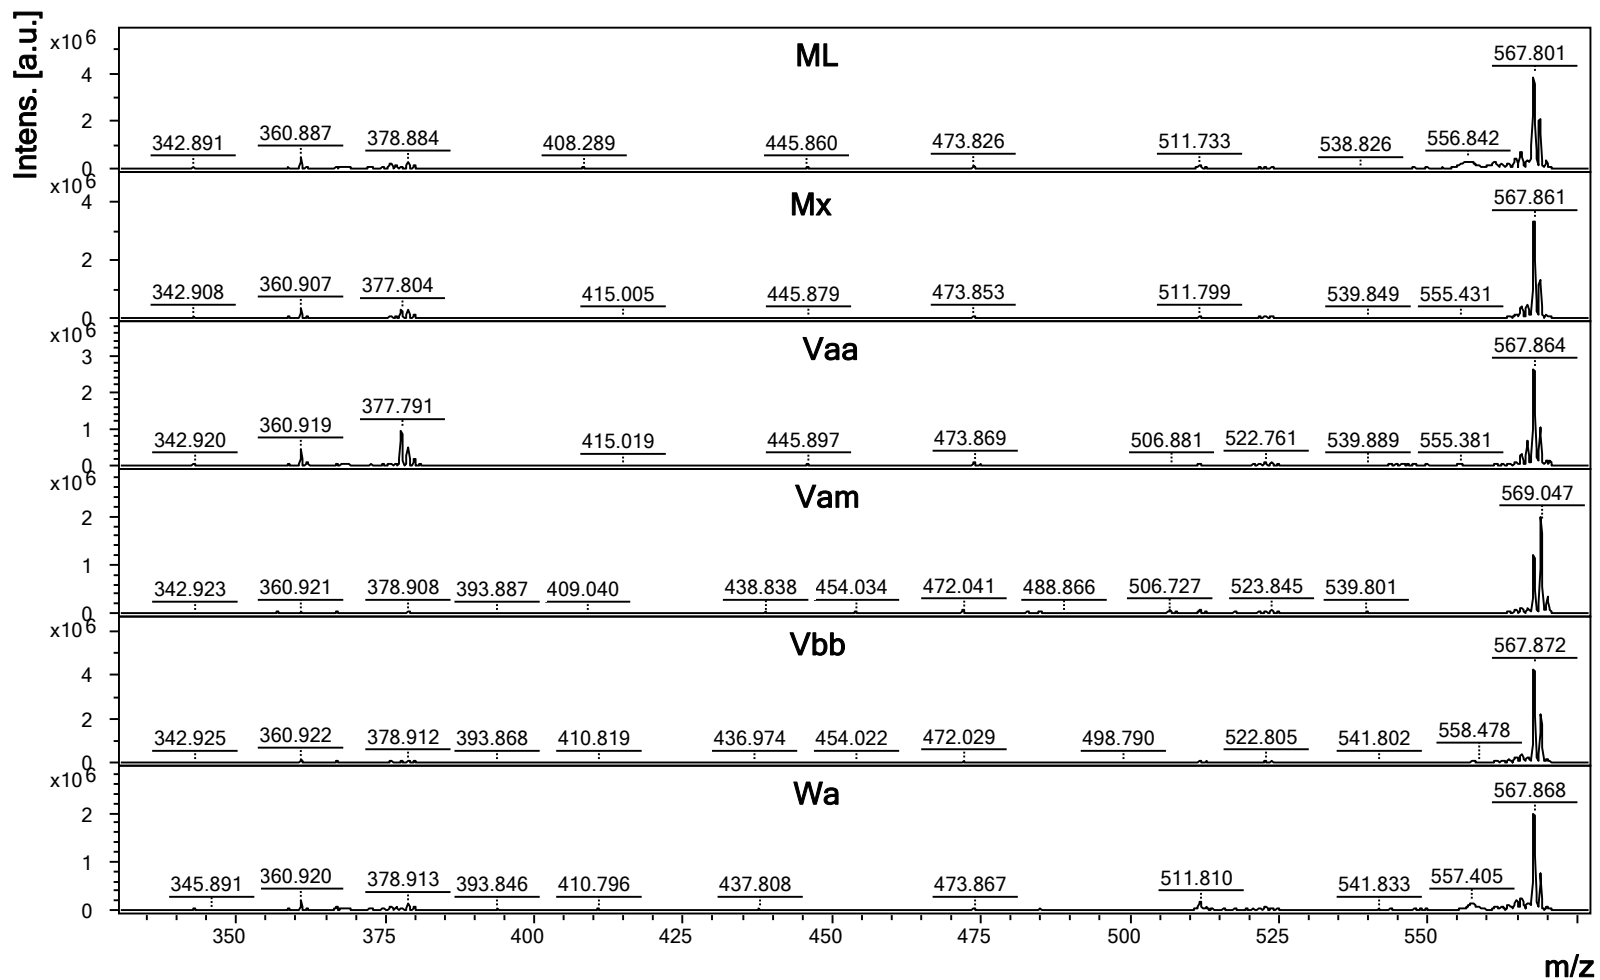 Intens. [a.u.]
x10 6
ML
567.801
4
2
342.891 360.887 378.884 408.289 445.860 473.826 511.733 538.826 556.842
0
x10 6
Mx
567.861
4
2
342.908 360.907 377.804 415.005 445.879 473.853 511.799 539.849 555.431
0
x10 6
Vaa
567.864
3
2
377.791
1
342.920 360.919 415.019 445.897 473.869 506.881 522.761 539.889 555.381
0
x10 6
Vam
569.047
2
1
342.923 360.921 378.908 393.887 409.040 438.838 454.034 472.041 488.866 506.727 523.845 539.801
0
x10 6
Vbb
567.872
4
2
342.925 360.922 378.912 393.868 410.819 436.974 454.022 472.029 498.790 522.805 541.802 558.478
0
x10 6
Wa
567.868
2
1
345.891 360.920 378.913 393.846 410.796 437.808 473.867 511.810 541.833 557.405
0
350 375 400 425 450 475 500 525 550
m/z